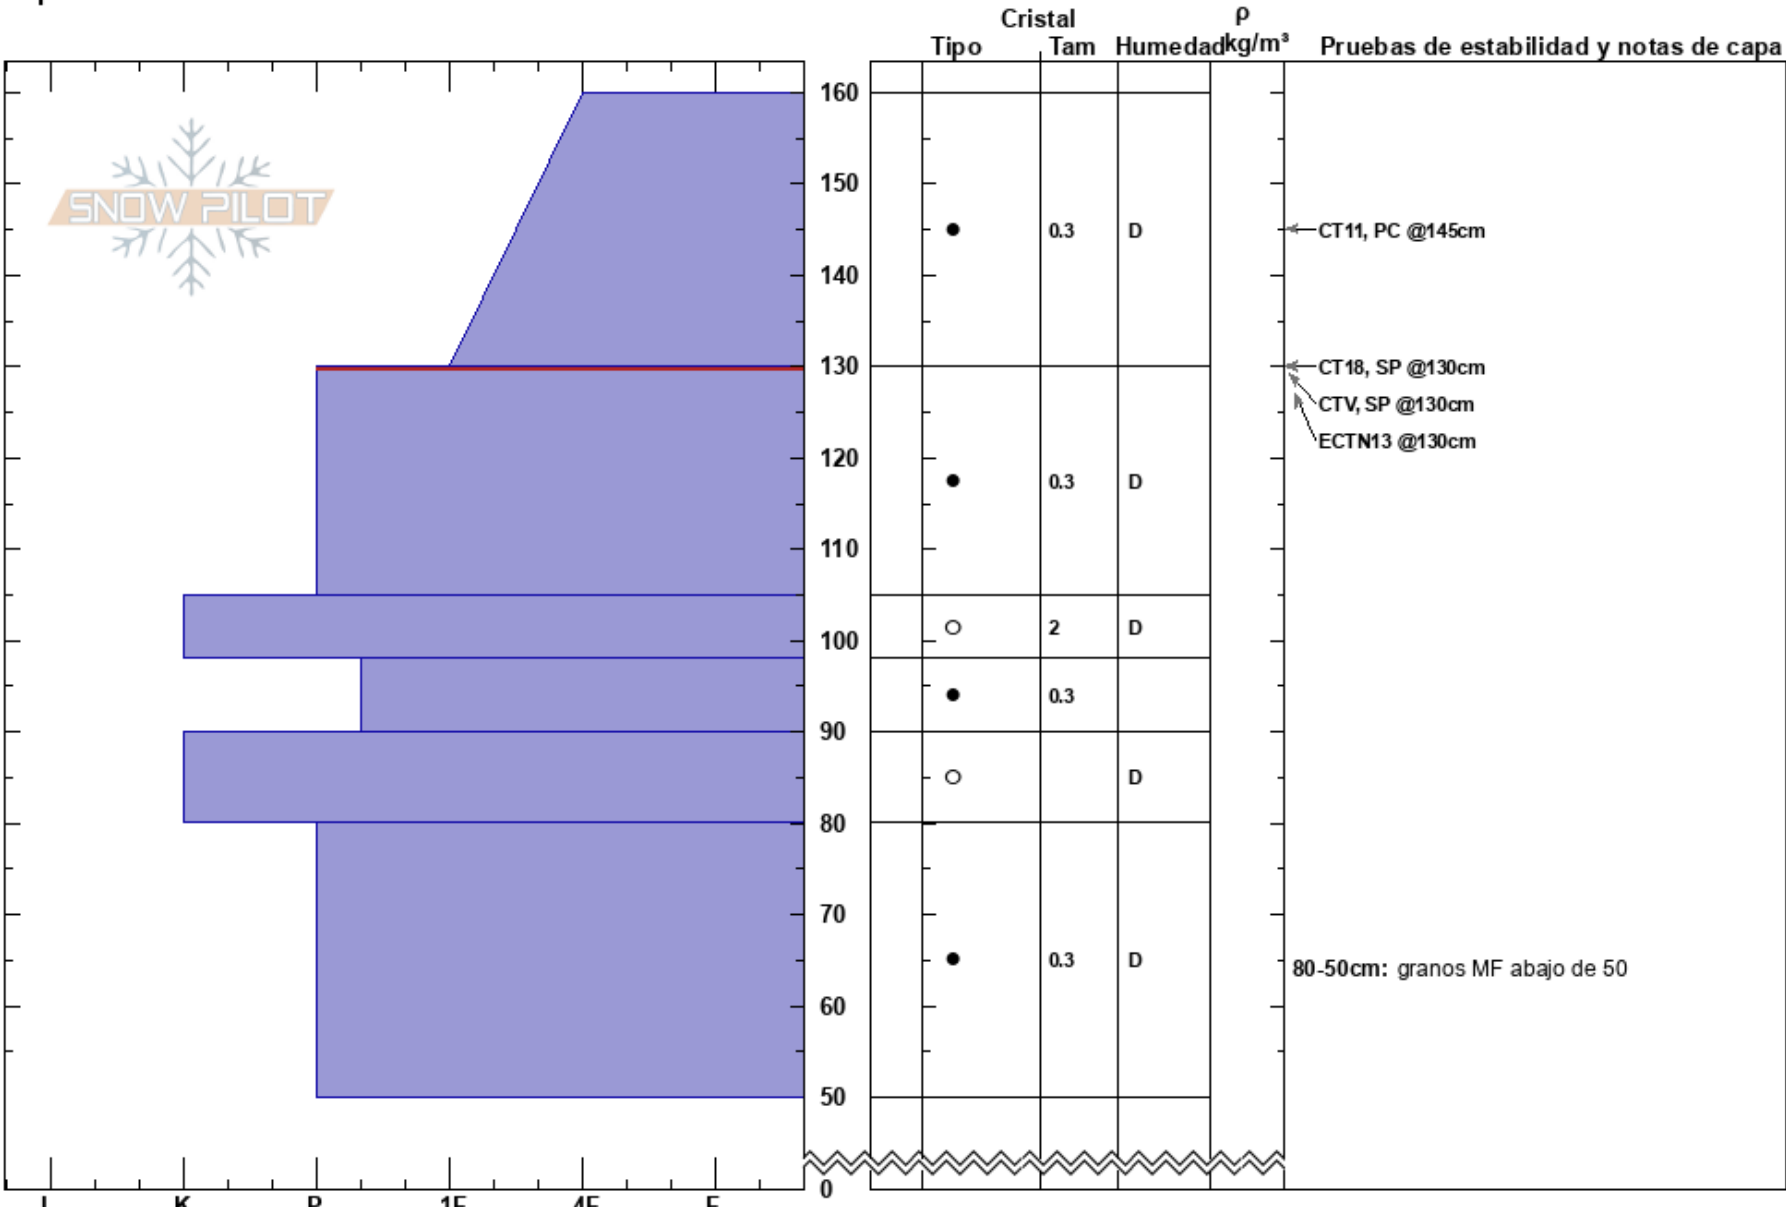 Cristal ρ
Tipo Tam Humedad kg/m³ Pruebas de estabilidad y notas de capa
160
SNOW PILOT
150
0.3 D CT11, PC @145cm
140
130 CT18, SP @130cm
CTV, SP @130cm
ECTN13 @130cm
120
0.3 D
110
2 D
100
0.3
90
D
80
70
0.3 D 80-50cm: granos MF abajo de 50
60
50
0
I K P 1F 4F F